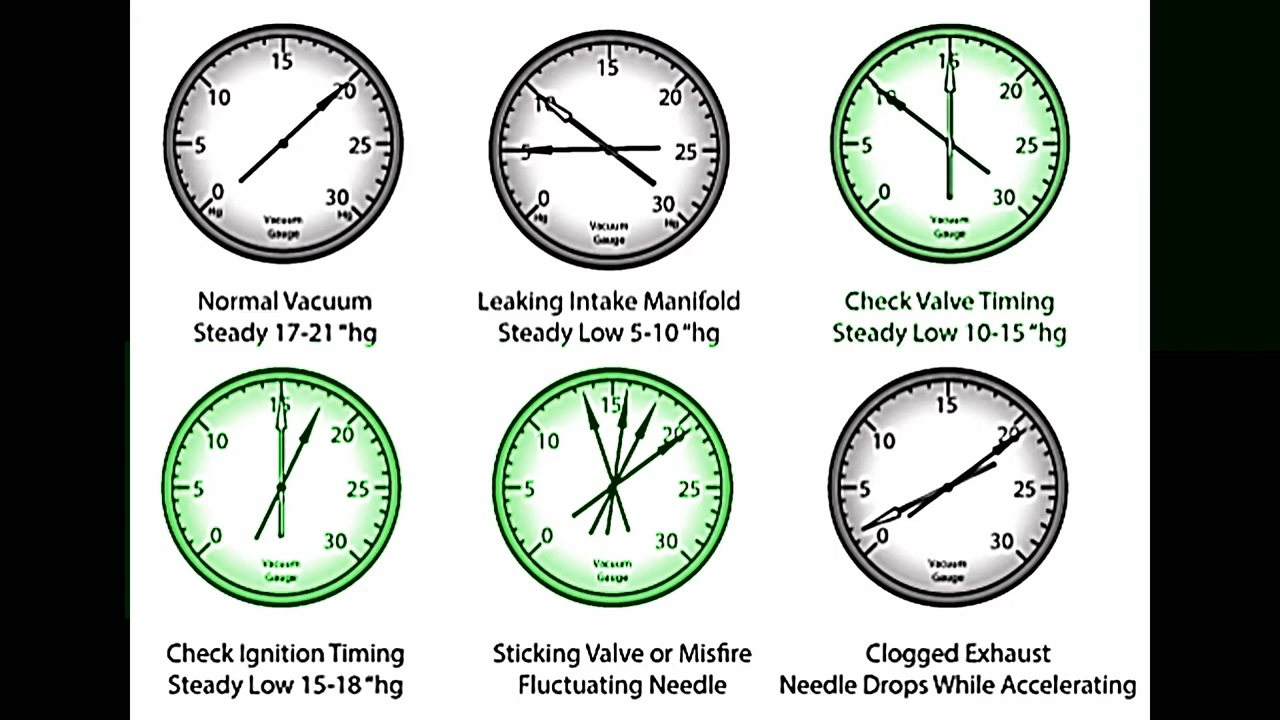 15
10 20
5 25
0 30
Hg Hg
Vacuum
Gauge
Normal Vacuum
Steady 17-21 "hg
15
10 20
5 25
0 30
Hg Hg
Vacuum
Gauge
Leaking Intake Manifold
Steady Low 5-10 "hg
15
10 20
5 25
0 30
Vacuum
Gauge
Check Valve Timing
Steady Low 10-15 "hg
15
10 20
5 25
0 30
Vacuum
Gauge
Check Ignition Timing
Steady Low 15-18 "hg
15
10 20
5 25
0 30
Vacuum
Gauge
Sticking Valve or Misfire
Fluctuating Needle
15
10 20
5 25
0 30
Vacuum
Gauge
Clogged Exhaust
Needle Drops While Accelerating